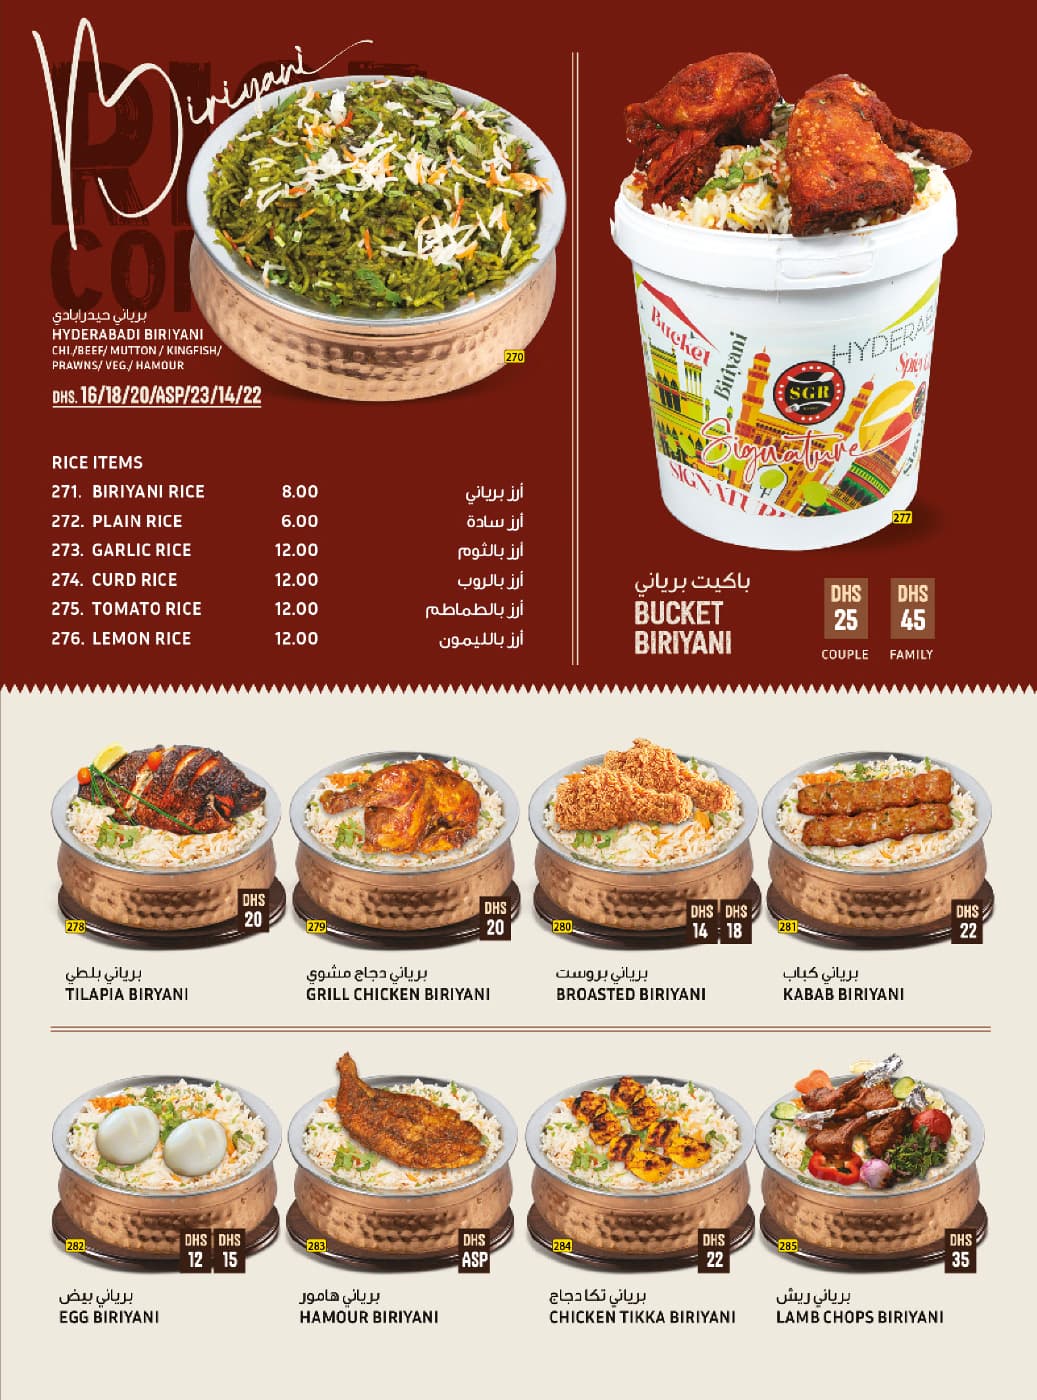 Biriyani
RICE
برياني حيدرابادي
HYDERABADI BIRIYANI
CHI./BEEF/ MUTTON / KINGFISH/
PRAWNS/ VEG./ HAMOUR
DHS. 16/18/20/ASP/23/14/22
270
RICE ITEMS
271. BIRIYANI RICE 8.00 أرز برياني
272. PLAIN RICE 6.00 أرز سادة
273. GARLIC RICE 12.00 أرز بالثوم
274. CURD RICE 12.00 أرز بالروب
275. TOMATO RICE 12.00 أرز بالطماطم
276. LEMON RICE 12.00 أرز بالليمون
Bucket
Biriyani
SGR
Signature
277
باكيت برياني
BUCKET
BIRIYANI
DHS
25
COUPLE
DHS
45
FAMILY
278
DHS
20
برياني بلطي
TILAPIA BIRYANI
279
DHS
20
برياني دجاج مشوي
GRILL CHICKEN BIRIYANI
280
DHS
14
DHS
18
برياني بروست
BROASTED BIRIYANI
281
DHS
22
برياني كباب
KABAB BIRIYANI
282
DHS
12
DHS
15
برياني بيض
EGG BIRIYANI
283
DHS
ASP
برياني هامور
HAMOUR BIRIYANI
284
DHS
22
برياني تكا دجاج
CHICKEN TIKKA BIRIYANI
285
DHS
35
برياني ريش
LAMB CHOPS BIRIYANI